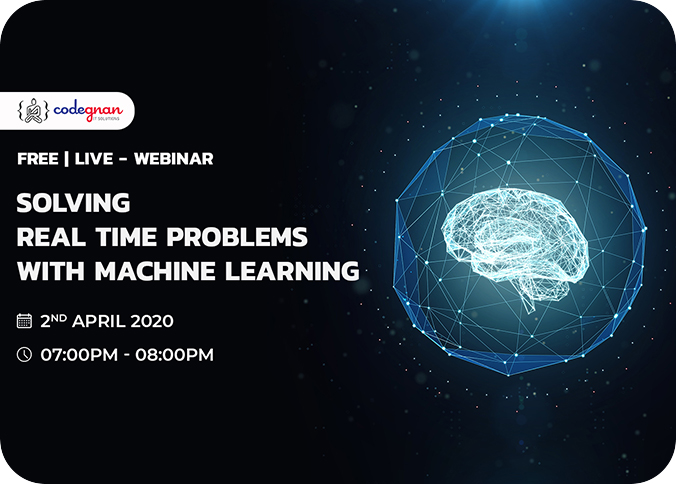 codegnan
IT SOLUTIONS
FREE | LIVE - WEBINAR
SOLVING
REAL TIME PROBLEMS
WITH MACHINE LEARNING
2ND APRIL 2020
07:00PM - 08:00PM